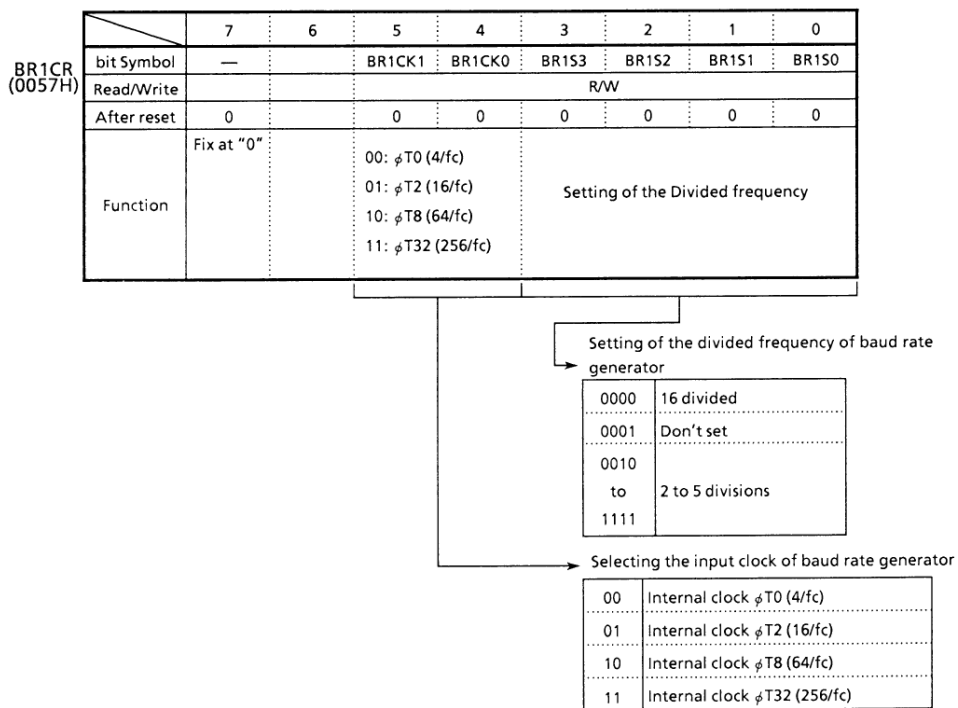 7 6 5 4 3 2 1 0
BR1CR
(0057H)
bit Symbol — BR1CK1 BR1CK0 BR1S3 BR1S2 BR1S1 BR1S0
Read/Write R/W
After reset 0 0 0 0 0 0 0
Function
Fix at "0"
00: φT0 (4/fc)
01: φT2 (16/fc)
10: φT8 (64/fc)
11: φT32 (256/fc)
Setting of the Divided frequency
Setting of the divided frequency of baud rate
generator
0000 16 divided
0001 Don't set
0010
to 2 to 5 divisions
1111
Selecting the input clock of baud rate generator
00 Internal clock φT0 (4/fc)
01 Internal clock φT2 (16/fc)
10 Internal clock φT8 (64/fc)
11 Internal clock φT32 (256/fc)